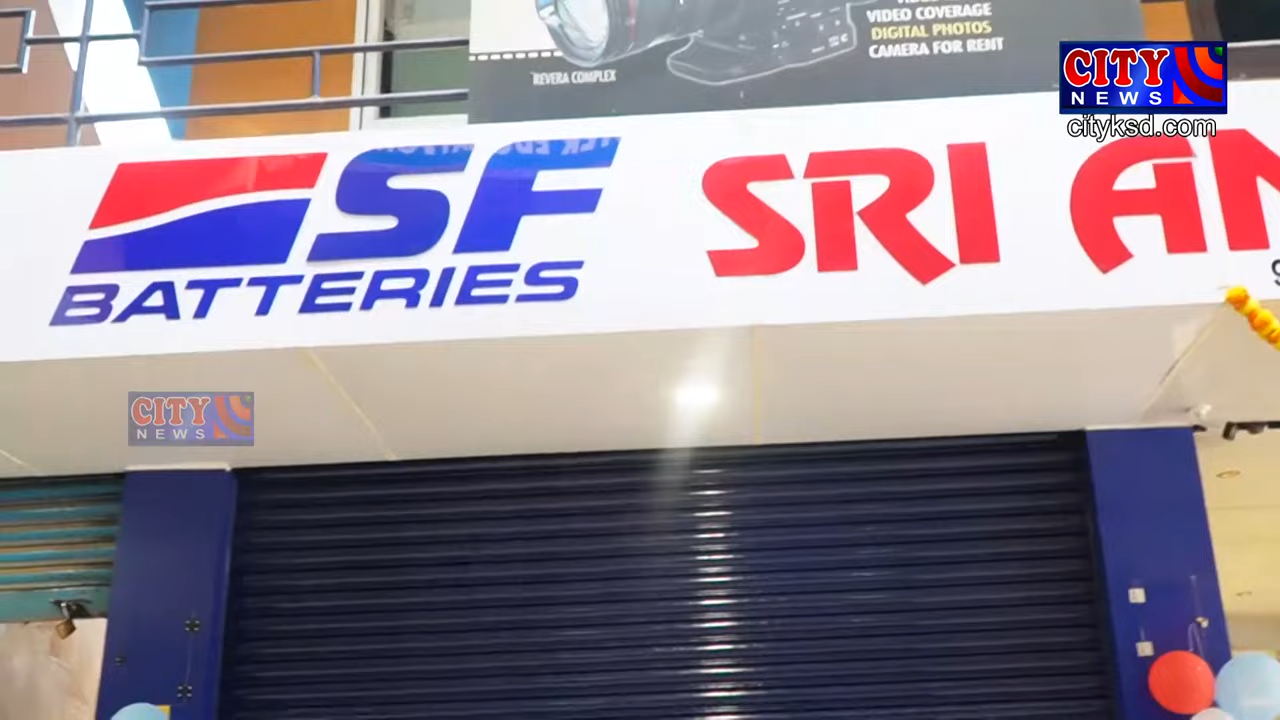 VIDEO COVERAGE
DIGITAL PHOTOS
CAMERA FOR RENT
REVERA COMPLEX
CITY
NEWS
cityksd.com
SF
BATTERIES
SRI
CITY
NEWS